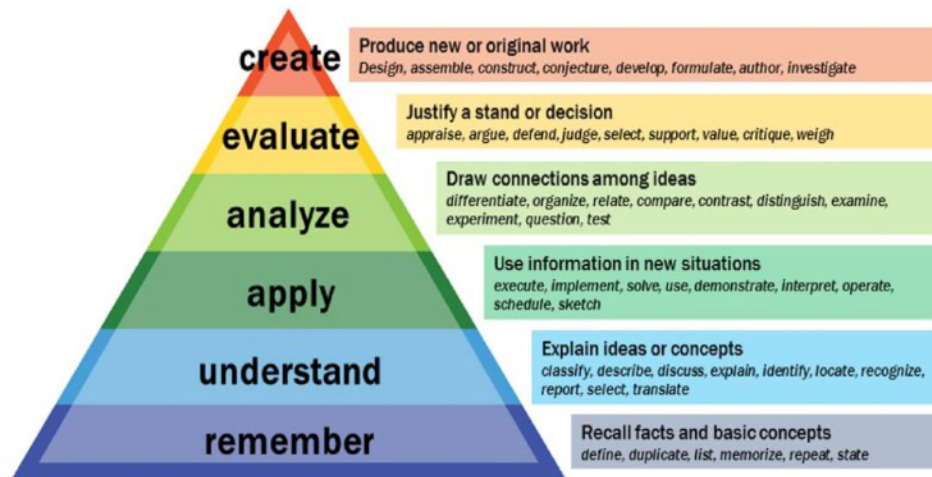 create
Produce new or original work
Design, assemble, construct, conjecture, develop, formulate, author, investigate
evaluate
Justify a stand or decision
appraise, argue, defend, judge, select, support, value, critique, weigh
analyze
Draw connections among ideas
differentiate, organize, relate, compare, contrast, distinguish, examine,
experiment, question, test
apply
Use information in new situations
execute, implement, solve, use, demonstrate, interpret, operate,
schedule, sketch
understand
Explain ideas or concepts
classify, describe, discuss, explain, identify, locate, recognize,
report, select, translate
remember
Recall facts and basic concepts
define, duplicate, list, memorize, repeat, state